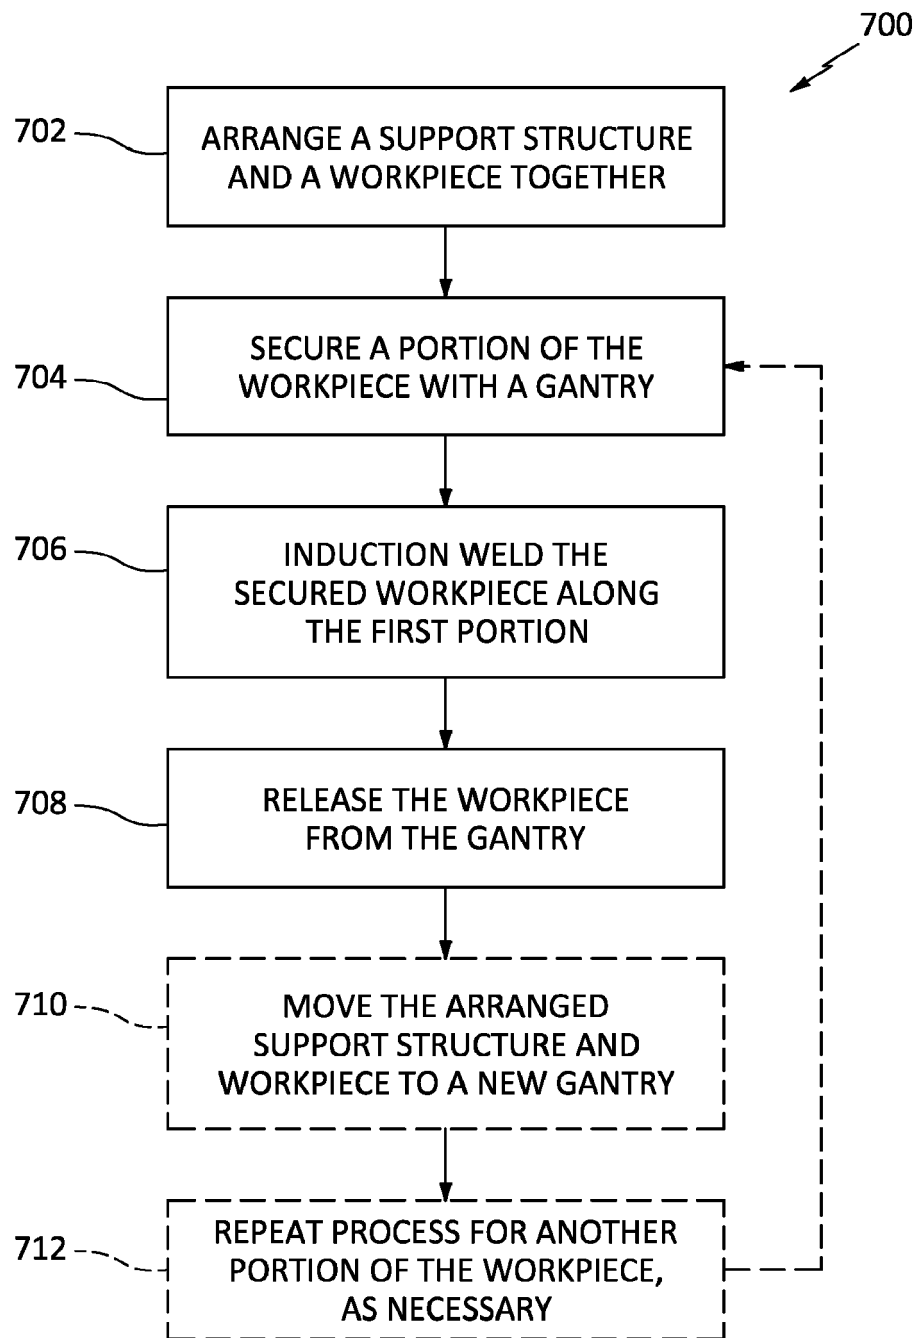 700
702
ARRANGE A SUPPORT STRUCTURE
AND A WORKPIECE TOGETHER
704
SECURE A PORTION OF THE
WORKPIECE WITH A GANTRY
706
INDUCTION WELD THE
SECURED WORKPIECE ALONG
THE FIRST PORTION
708
RELEASE THE WORKPIECE
FROM THE GANTRY
710
MOVE THE ARRANGED
SUPPORT STRUCTURE AND
WORKPIECE TO A NEW GANTRY
712
REPEAT PROCESS FOR ANOTHER
PORTION OF THE WORKPIECE,
AS NECESSARY